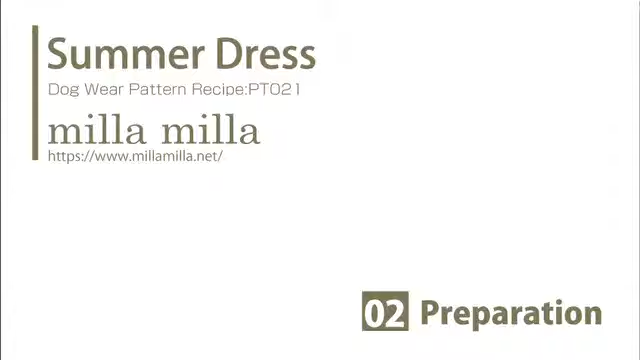 Summer Dress
Dog Wear Pattern Recipe:PT021
milla milla
https://www.millamilla.net/
02 Preparation